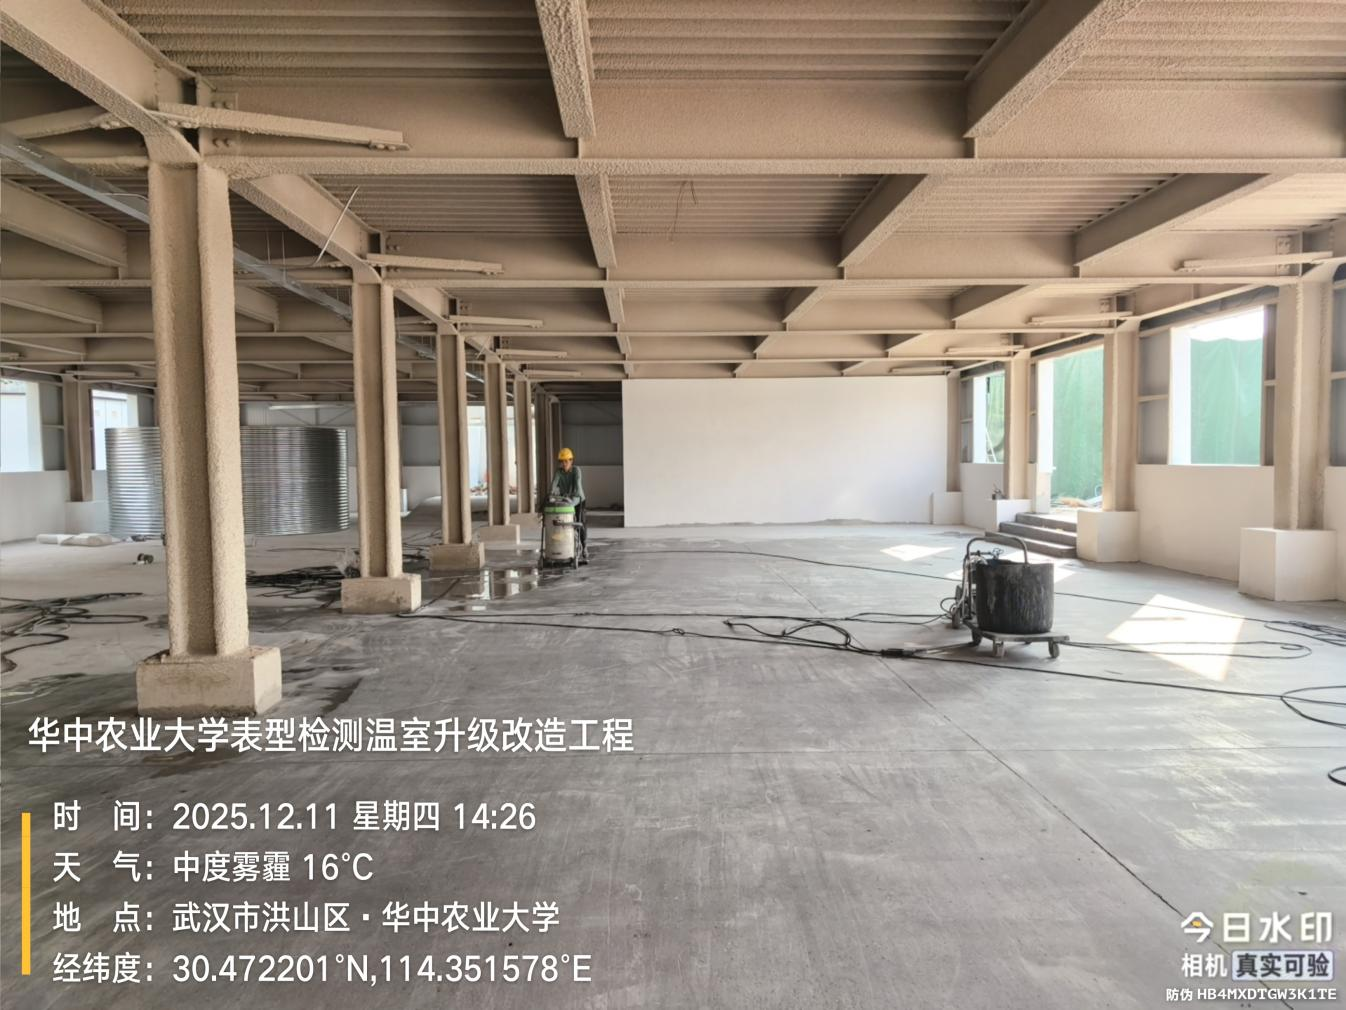 华中农业大学表型检测温室升级改造工程
时 间：2025.12.11 星期四 14:26
天 气：中度雾霾 16℃
地 点：武汉市洪山区·华中农业大学
经纬度：30.472201°N,114.351578°E
今日水印
相机 真实可验
防伪 HB4MXDTGW3K1TE